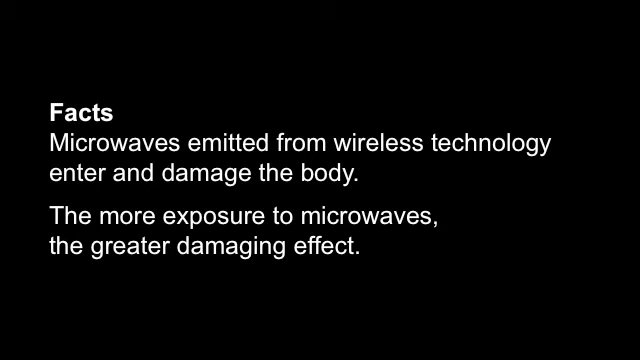 Facts
Microwaves emitted from wireless technology
enter and damage the body.
The more exposure to microwaves,
the greater damaging effect.